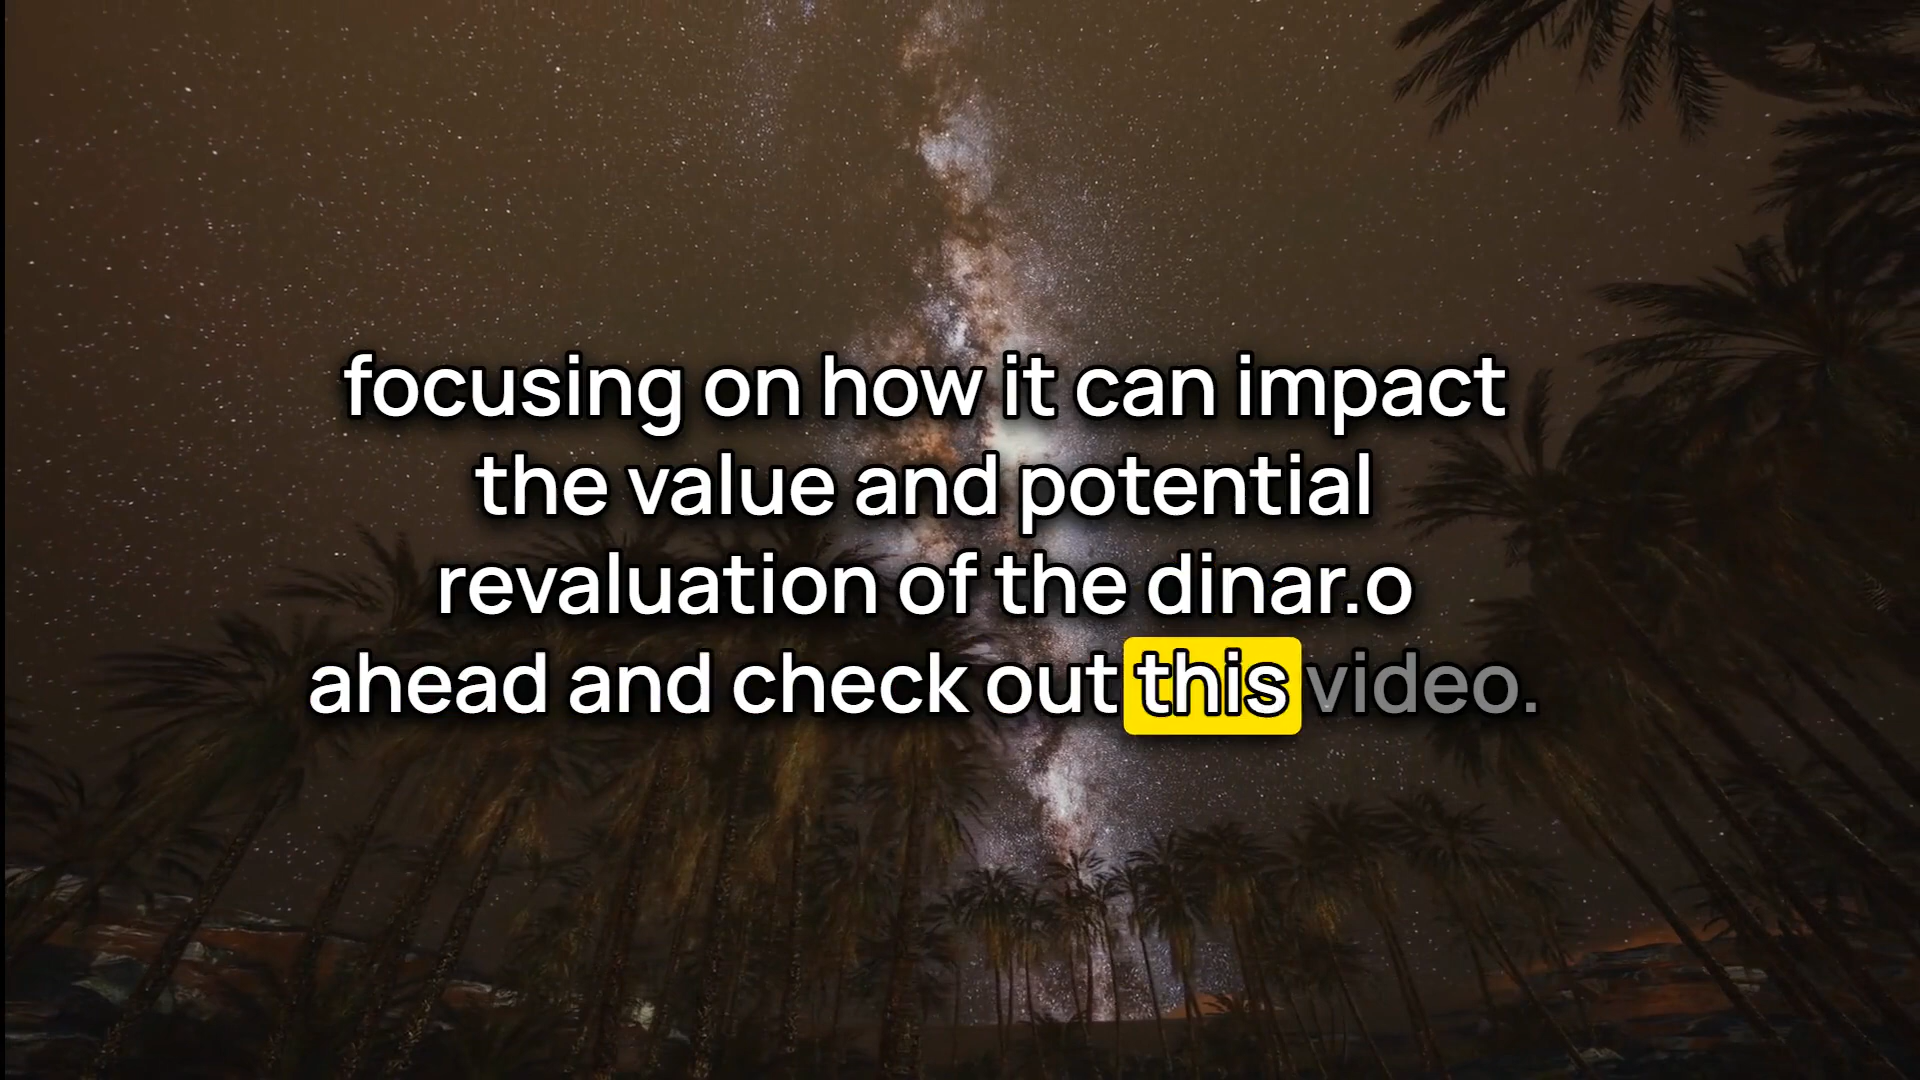 focusing on how it can impact
the value and potential
revaluation of the dinar.o
ahead and check out this video.